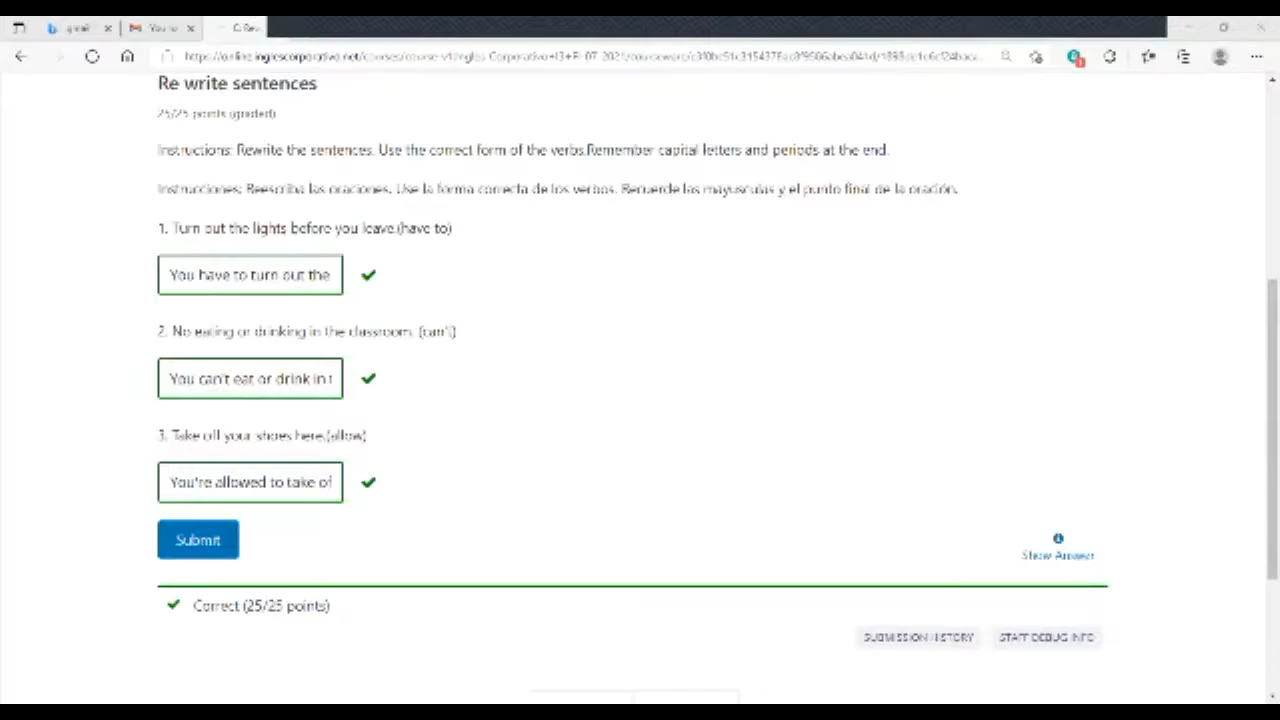 gmail
Re write sentences
25/25 points (graded)
Instructions: Rewrite the sentences. Use the correct form of the verbs.Remember capital letters and periods at the end.
Instrucciones: Reescriba las oraciones. Use la forma correcta de los verbos. Recuerde las mayusculas y el punto final de la oración.
1. Turn out the lights before you leave.(have to)
You have to turn out the
2. No eating or drinking in the classroom. (can't)
You can't eat or drink in t
3. Take off your shoes here.(allow)
You're allowed to take of
Submit
Show Answer
Correct (25/25 points)
SUBMISSION HISTORY STAFF DEBUG INFO